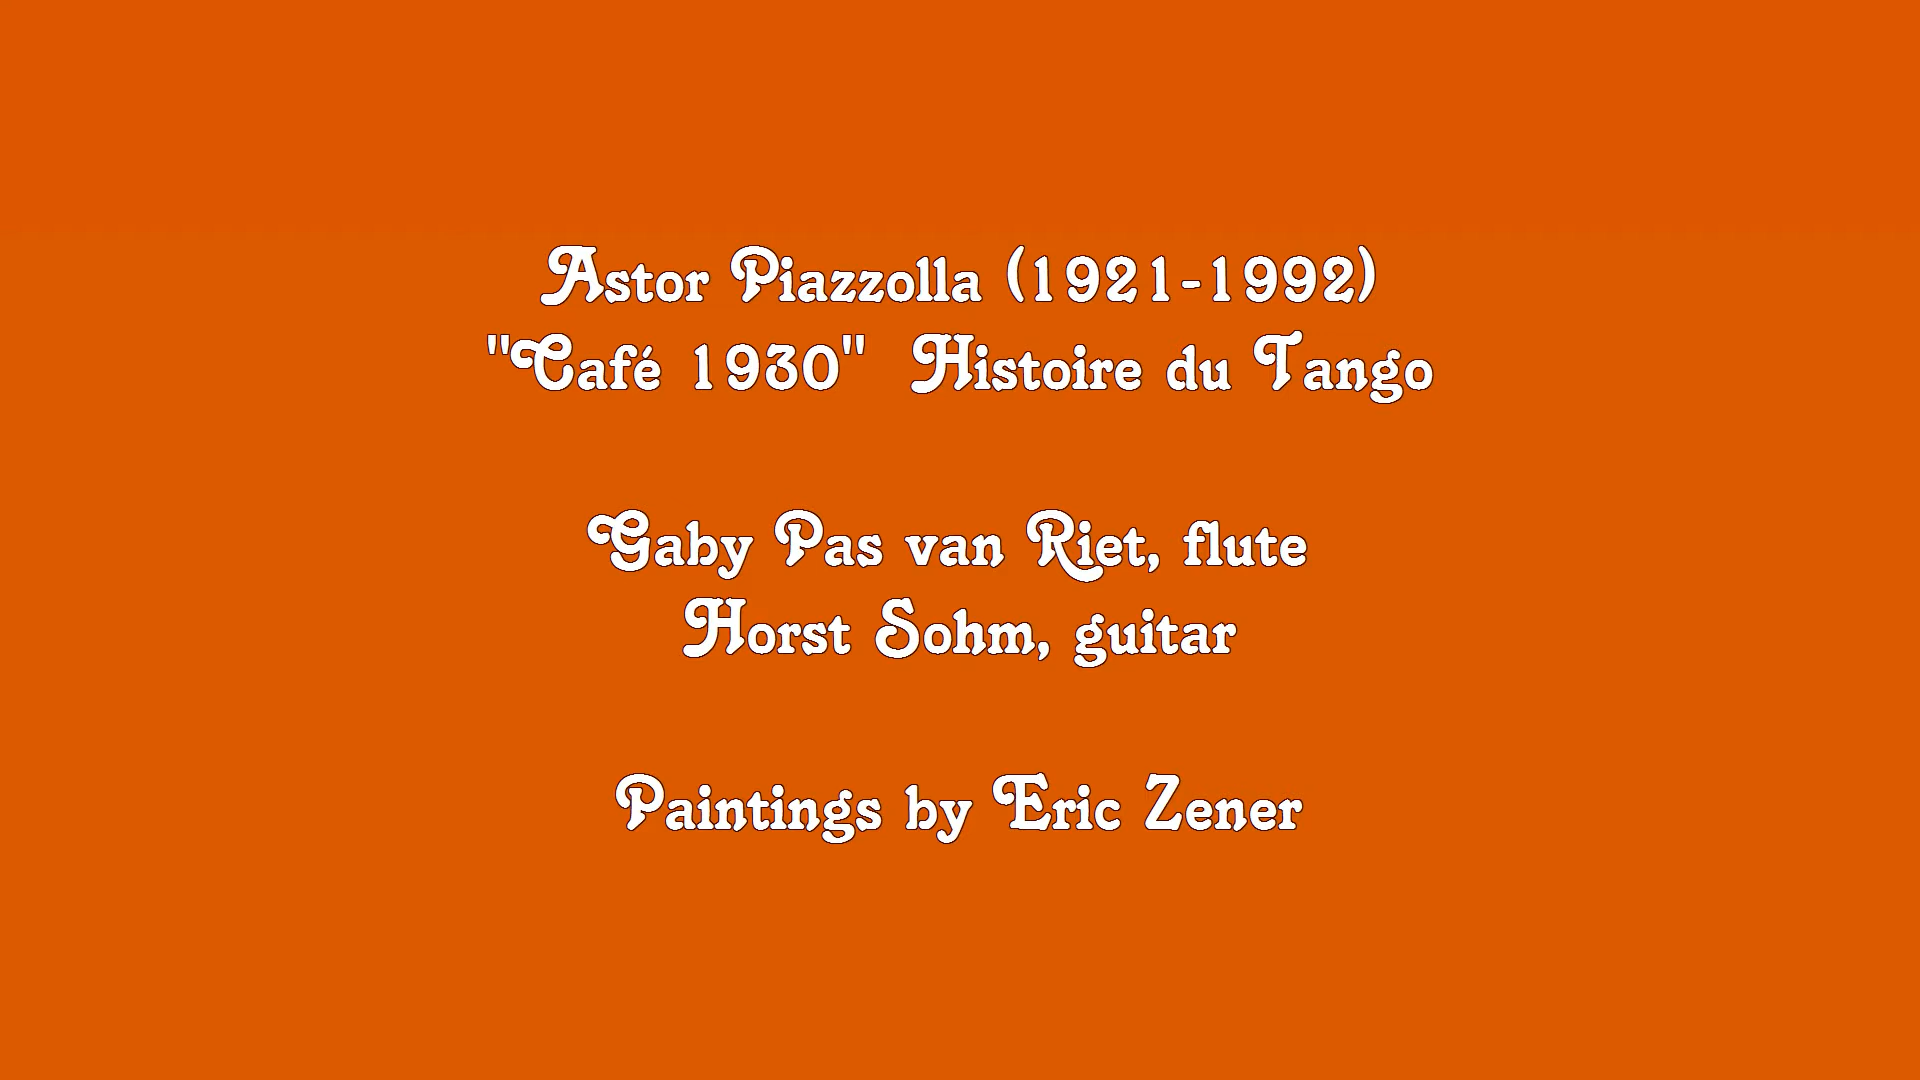 Astor Piazzolla (1921-1992)
"Café 1930" Histoire du Tango
Gaby Pas van Riet, flute
Horst Sohm, guitar
Paintings by Eric Zener